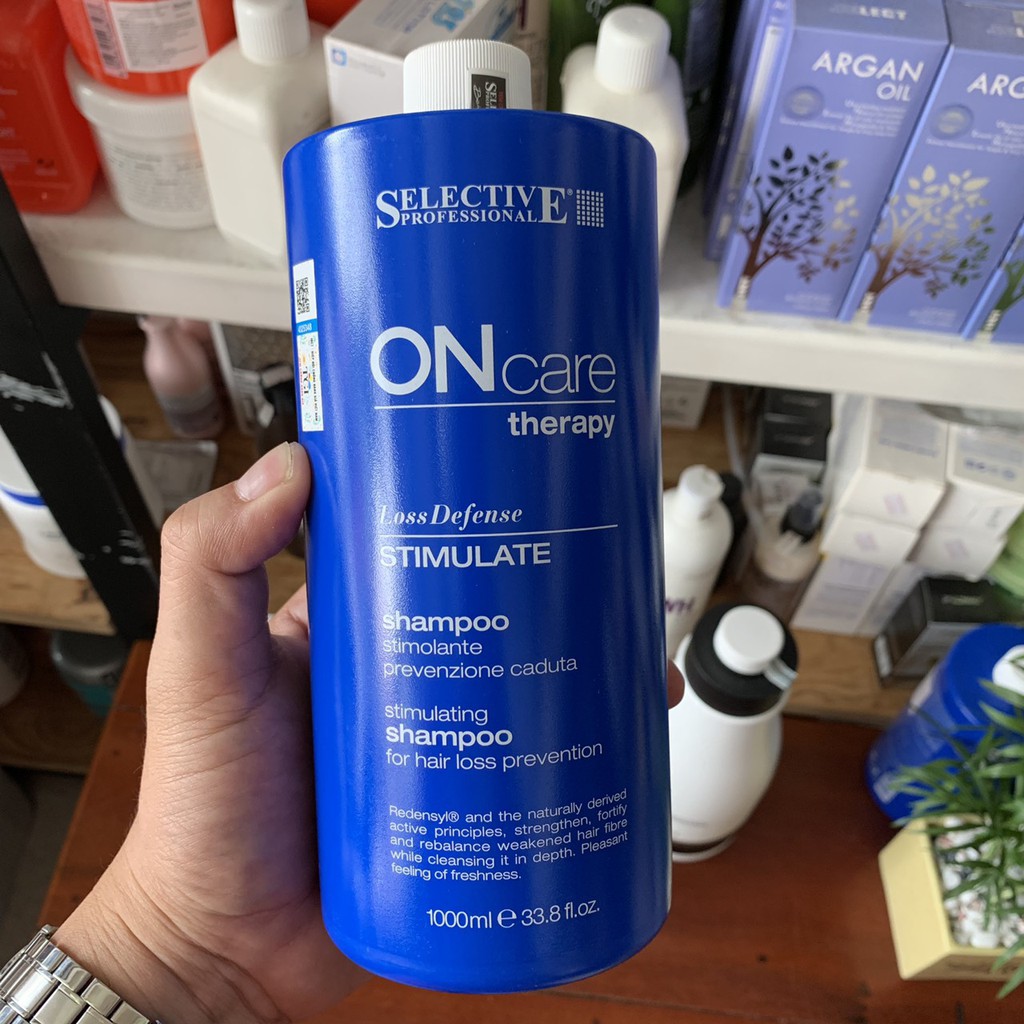 SELECTIVE®
PROFESSIONAL
ONcare
therapy
Loss Defense
STIMULATE
shampoo
stimolante
prevenzione caduta
stimulating
shampoo
for hair loss prevention
Redensyl® and the naturally derived
active principles, strengthen, fortify
and rebalance weakened hair fibre
while cleansing it in depth. Pleasant
feeling of freshness.
1000ml ℮ 33.8 fl.oz.
ARGAN
OIL